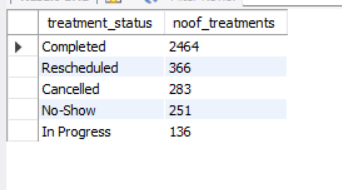 treatment_status noof_treatments
Completed 2464
Rescheduled 366
Cancelled 283
No-Show 251
In Progress 136